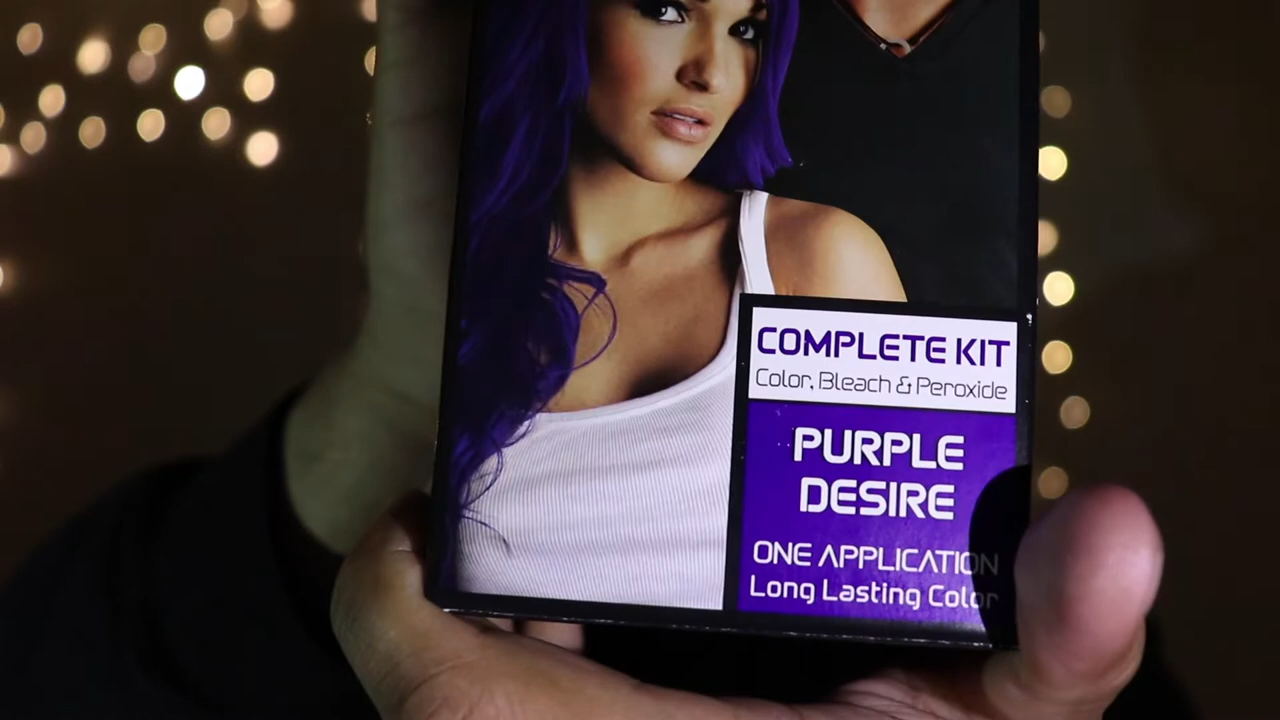 COMPLETE KIT
Color, Bleach & Peroxide
PURPLE
DESIRE
ONE APPLICATION
Long Lasting Color